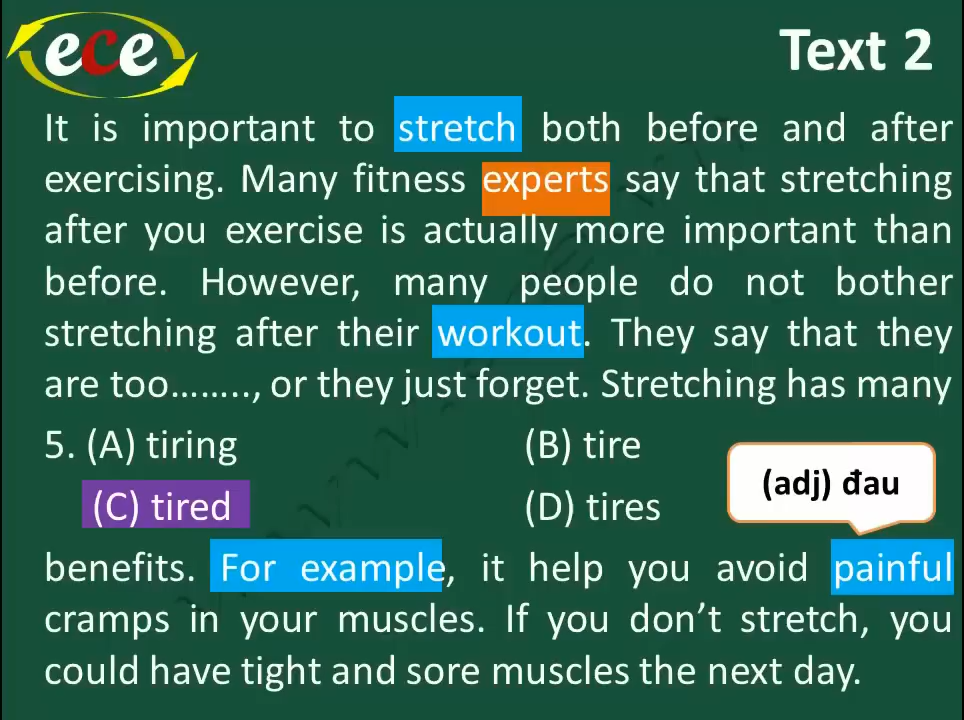 ece
Text 2
It is important to stretch both before and after
exercising. Many fitness experts say that stretching
after you exercise is actually more important than
before. However, many people do not bother
stretching after their workout. They say that they
are too…….., or they just forget. Stretching has many
5. (A) tiring
(B) tire
(C) tired
(D) tires
(adj) đau
benefits. For example, it help you avoid painful
cramps in your muscles. If you don’t stretch, you
could have tight and sore muscles the next day.